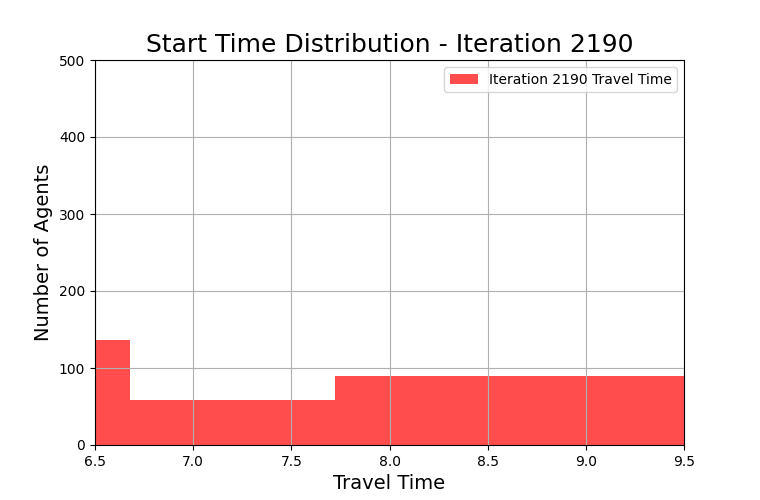 Start Time Distribution - Iteration 2190
Iteration 2190 Travel Time
Number of Agents
500
400
300
200
100
0
6.5 7.0 7.5 8.0 8.5 9.0 9.5
Travel Time